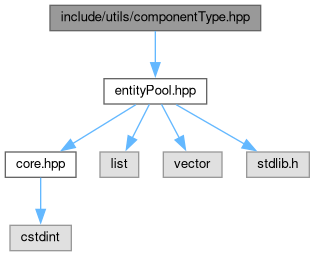 include/utils/componentType.hpp
entityPool.hpp
core.hpp
list
vector
stdlib.h
cstdint